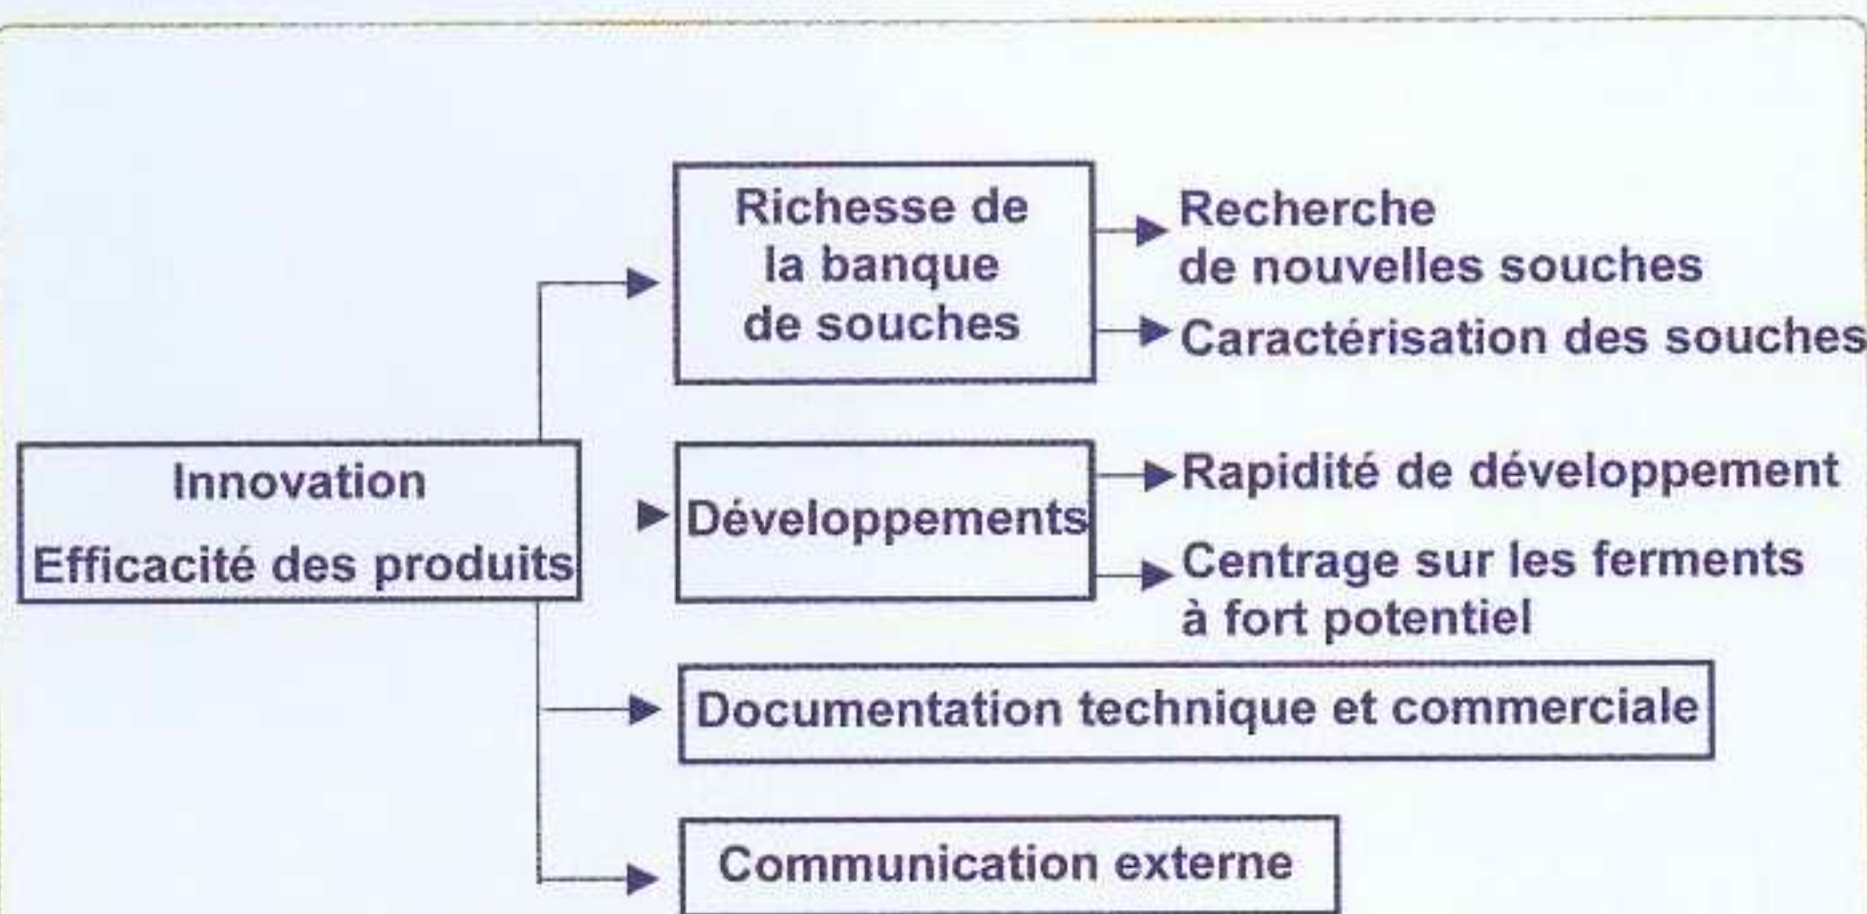 Innovation
Efficacité des produits
Richesse de
la banque
de souches
Recherche
de nouvelles souches
Caractérisation des souches
Développements
Rapidité de développement
Centrage sur les ferments
à fort potentiel
Documentation technique et commerciale
Communication externe